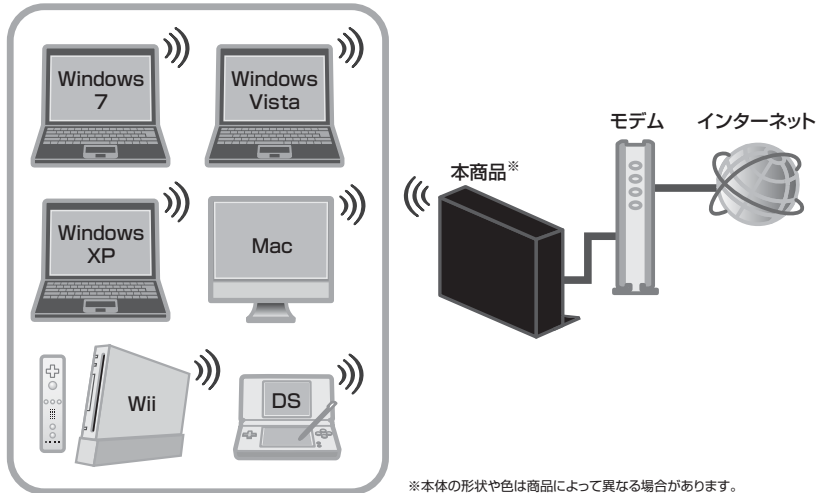 Windows
7
Windows
Vista
Windows
XP
Mac
Wii
DS
本商品※
モデム
インターネット
※本体の形状や色は商品によって異なる場合があります。